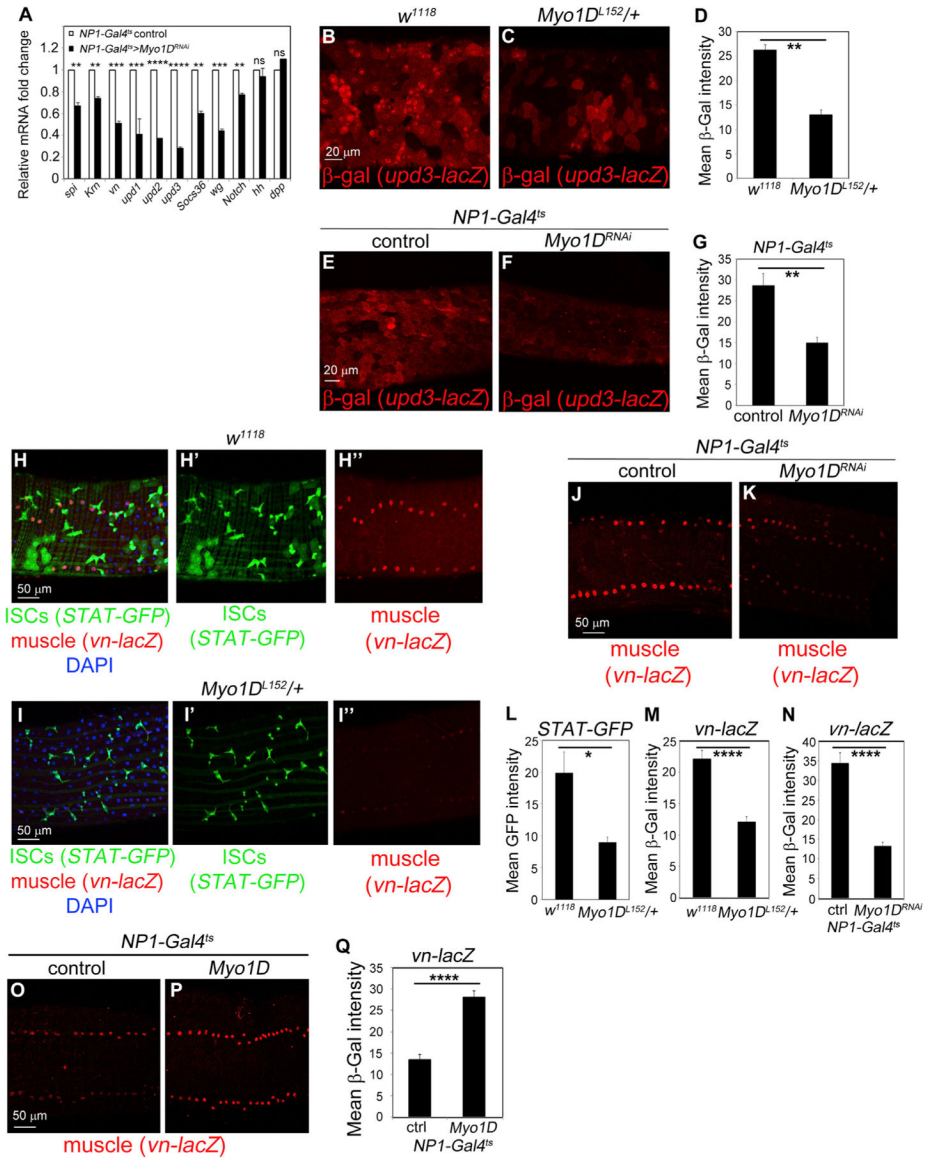 A
NP1-Gal4ts control
NP1-Gal4ts>Myo1DRNAi
Relative mRNA fold change
1.2
1
0.8
0.6
0.4
0.2
0
** ** *** *** **** **** ** *** ** ns ns
spl Krn vn upd1 upd2 upd3 Socs36 wg Notch hh dpp
w1118
Myo1DL152/+
B
20 μm
β-gal (upd3-lacZ)
C
β-gal (upd3-lacZ)
D
Mean β-Gal intensity
30
25
20
15
10
5
0
**
w1118 Myo1DL152/+
NP1-Gal4ts
control
Myo1DRNAi
E
20 μm
β-gal (upd3-lacZ)
F
β-gal (upd3-lacZ)
G
NP1-Gal4ts
Mean β-Gal intensity
35
30
25
20
15
10
5
0
**
control Myo1DRNAi
w1118
H
50 μm
ISCs (STAT-GFP)
muscle (vn-lacZ)
DAPI
H'
ISCs
(STAT-GFP)
H''
muscle
(vn-lacZ)
NP1-Gal4ts
control
Myo1DRNAi
J
50 μm
muscle
(vn-lacZ)
K
muscle
(vn-lacZ)
Myo1DL152/+
I
50 μm
ISCs (STAT-GFP)
muscle (vn-lacZ)
DAPI
I'
ISCs
(STAT-GFP)
I''
muscle
(vn-lacZ)
L
STAT-GFP
Mean GFP intensity
25
20
15
10
5
0
*
w1118 Myo1DL152/+
M
vn-lacZ
Mean β-Gal intensity
25
20
15
10
5
0
****
w1118 Myo1DL152/+
N
vn-lacZ
Mean β-Gal intensity
40
35
30
25
20
15
10
5
0
****
ctrl Myo1DRNAi
NP1-Gal4ts
NP1-Gal4ts
control
Myo1D
O
50 μm
P
muscle (vn-lacZ)
Q
vn-lacZ
Mean β-Gal intensity
35
30
25
20
15
10
5
0
****
ctrl Myo1D
NP1-Gal4ts